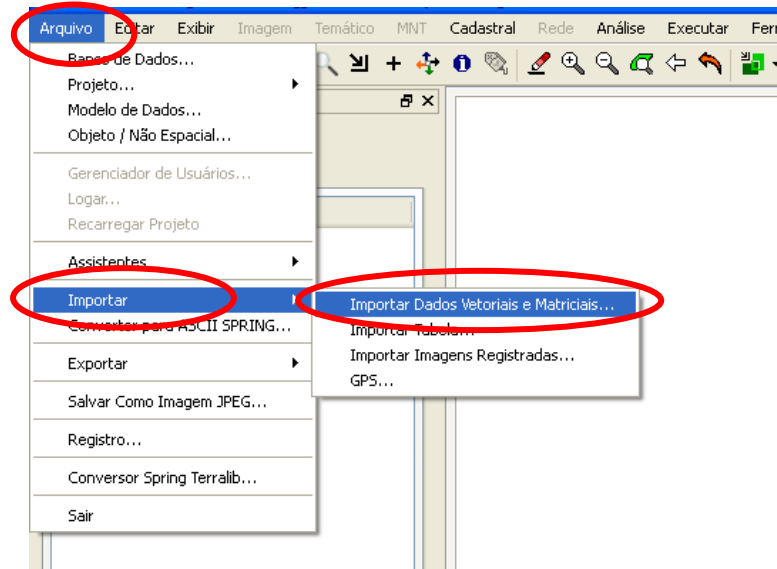 Arquivo Editar Exibir Imagem Temático MNT Cadastral Rede Análise Executar Ferr
Banco de Dados...
Projeto...
Modelo de Dados...
Objeto / Não Espacial...
Gerenciador de Usuários...
Logar...
Recarregar Projeto
Assistentes
Importar
Importar Dados Vetoriais e Matriciais...
Converter para ASCII SPRING...
Importar Tabela...
Importar Imagens Registradas...
Exportar
GPS...
Salvar Como Imagem JPEG...
Registro...
Conversor Spring Terralib...
Sair